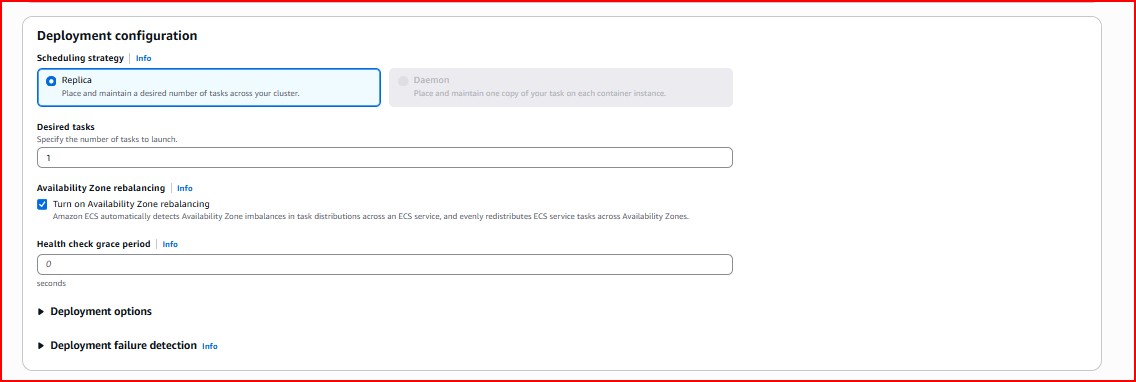 Deployment configuration
Scheduling strategy | Info
Replica
Place and maintain a desired number of tasks across your cluster.
Daemon
Place and maintain one copy of your task on each container instance.
Desired tasks
Specify the number of tasks to launch.
1
Availability Zone rebalancing | Info
Turn on Availability Zone rebalancing
Amazon ECS automatically detects Availability Zone imbalances in task distributions across an ECS service, and evenly redistributes ECS service tasks across Availability Zones.
Health check grace period | Info
0
seconds
Deployment options
Deployment failure detection Info